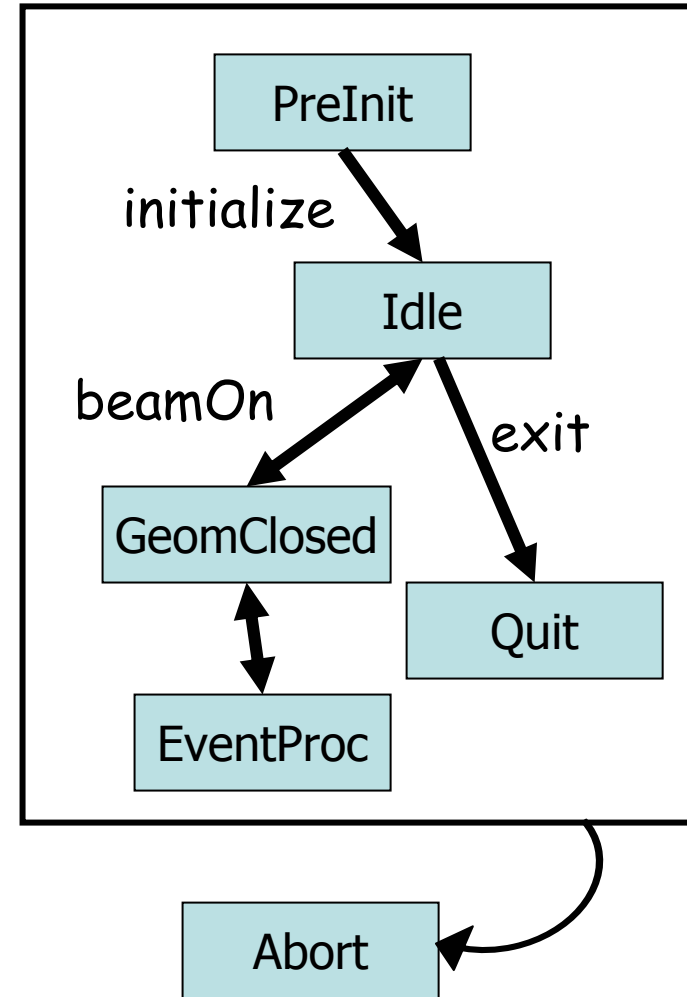 PreInit
initialize
Idle
beamOn
exit
GeomClosed
Quit
EventProc
Abort